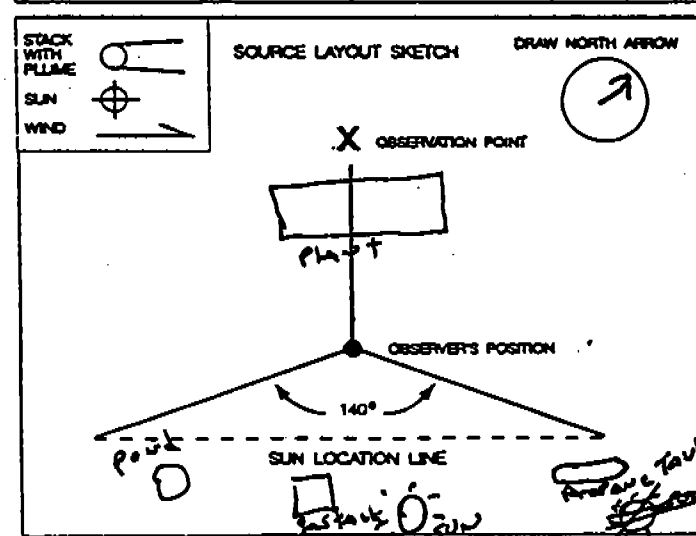 STACK
WITH
PLUME
SUN
WIND
SOURCE LAYOUT SKETCH
DRAW NORTH ARROW
X OBSERVATION POINT
Plant
OBSERVER'S POSITION
140°
SUN LOCATION LINE
Pond
Propane
SUN